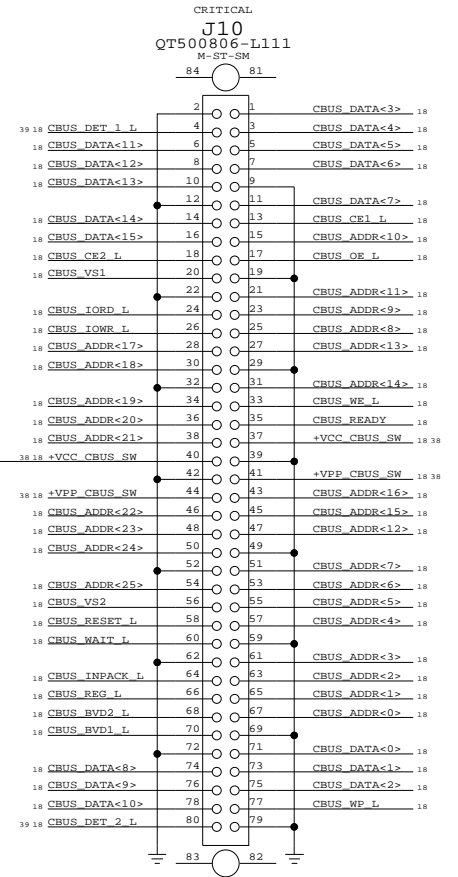 CRITICAL
J10
QT500806-L111
M-ST-SM
84 81
2 1 CBUS_DATA<3> 18
39 18 CBUS_DET_1_L 4 3 CBUS_DATA<4> 18
18 CBUS_DATA<11> 6 5 CBUS_DATA<5> 18
18 CBUS_DATA<12> 8 7 CBUS_DATA<6> 18
18 CBUS_DATA<13> 10 9
12 11 CBUS_DATA<7> 18
18 CBUS_DATA<14> 14 13 CBUS_CE1_L 18
18 CBUS_DATA<15> 16 15 CBUS_ADDR<10> 18
18 CBUS_CE2_L 18 17 CBUS_OE_L 18
18 CBUS_VS1 20 19
22 21 CBUS_ADDR<11> 18
18 CBUS_IORD_L 24 23 CBUS_ADDR<9> 18
18 CBUS_IOWR_L 26 25 CBUS_ADDR<8> 18
18 CBUS_ADDR<17> 28 27 CBUS_ADDR<13> 18
18 CBUS_ADDR<18> 30 29
32 31 CBUS_ADDR<14> 18
18 CBUS_ADDR<19> 34 33 CBUS_WE_L 18
18 CBUS_ADDR<20> 36 35 CBUS_READY 18
18 CBUS_ADDR<21> 38 37 +VCC_CBUS_SW 18 38
38 18 +VCC_CBUS_SW 40 39
42 41 +VPP_CBUS_SW 18 38
38 18 +VPP_CBUS_SW 44 43 CBUS_ADDR<16> 18
18 CBUS_ADDR<22> 46 45 CBUS_ADDR<15> 18
18 CBUS_ADDR<23> 48 47 CBUS_ADDR<12> 18
18 CBUS_ADDR<24> 50 49
52 51 CBUS_ADDR<7> 18
18 CBUS_ADDR<25> 54 53 CBUS_ADDR<6> 18
18 CBUS_VS2 56 55 CBUS_ADDR<5> 18
18 CBUS_RESET_L 58 57 CBUS_ADDR<4> 18
18 CBUS_WAIT_L 60 59
62 61 CBUS_ADDR<3> 18
18 CBUS_INPACK_L 64 63 CBUS_ADDR<2> 18
18 CBUS_REG_L 66 65 CBUS_ADDR<1> 18
18 CBUS_BVD2_L 68 67 CBUS_ADDR<0> 18
18 CBUS_BVD1_L 70 69
72 71 CBUS_DATA<0> 18
18 CBUS_DATA<8> 74 73 CBUS_DATA<1> 18
18 CBUS_DATA<9> 76 75 CBUS_DATA<2> 18
18 CBUS_DATA<10> 78 77 CBUS_WP_L 18
39 18 CBUS_DET_2_L 80 79
83 82